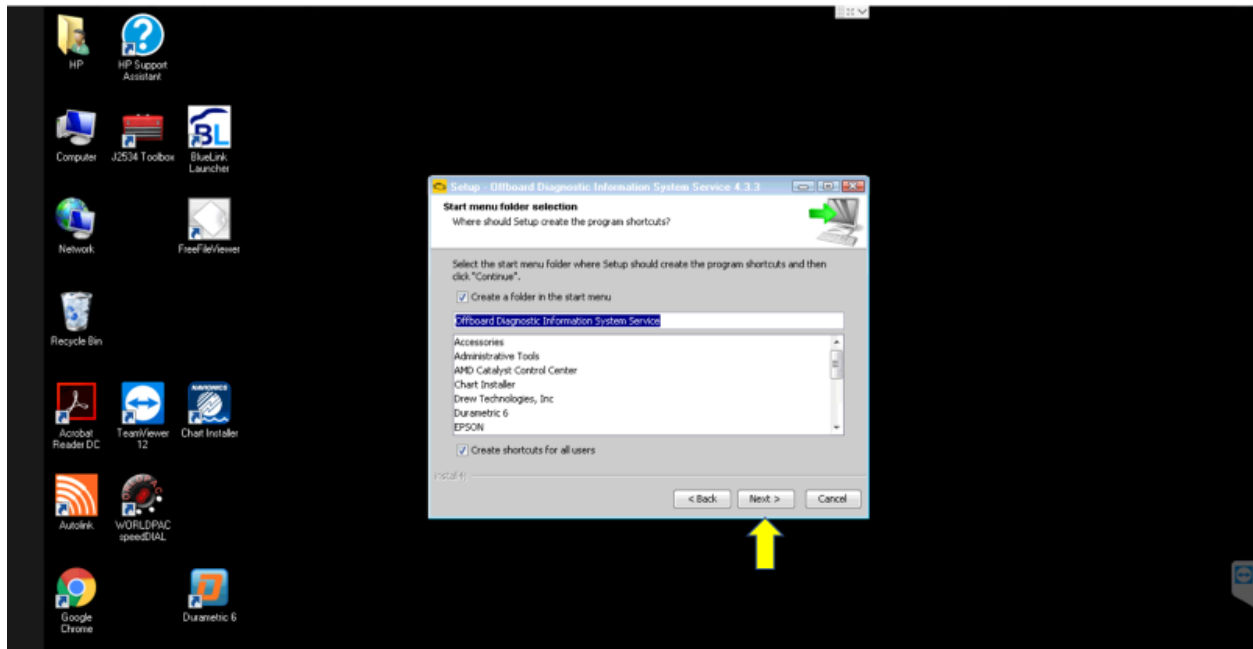 HP
HP Support
Assistant
Computer
J2534 Toolbox
BL
BlueLink
Launcher
Network
FreeFileViewer
Recycle Bin
Acrobat
Reader DC
TeamViewer
12
NAVIONICS
Chart Installer
Autolink
WORLDPAC
speedDIAL
Google
Chrome
Durametric 6
Setup - Offboard Diagnostic Information System Service 4.3.3
Start menu folder selection
Where should Setup create the program shortcuts?
Select the start menu folder where Setup should create the program shortcuts and then
click "Continue".
Create a folder in the start menu
Offboard Diagnostic Information System Service
Accessories
Administrative Tools
AMD Catalyst Control Center
Chart Installer
Drew Technologies, Inc
Durametric 6
EPSON
Create shortcuts for all users
install4j
< Back
Next >
Cancel